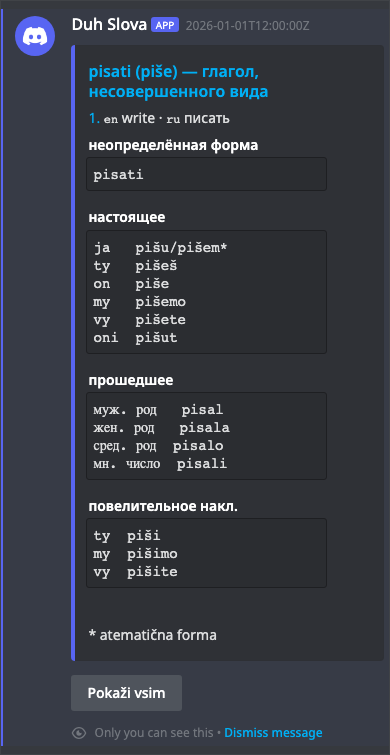 Duh Slova APP 2026-01-01T12:00:00Z
pisati (piše) — глагол,
несовершенного вида
1. en write · ru писать
неопределённая форма
pisati
настоящее
ja pišu/pišem*
ty pišeš
on piše
my pišemo
vy pišete
oni pišut
прошедшее
муж. род pisal
жен. род pisala
сред. род pisalo
мн. число pisali
повелительное накл.
ty piši
my pišimo
vy pišite
* atematična forma
Pokaži vsim
Only you can see this • Dismiss message